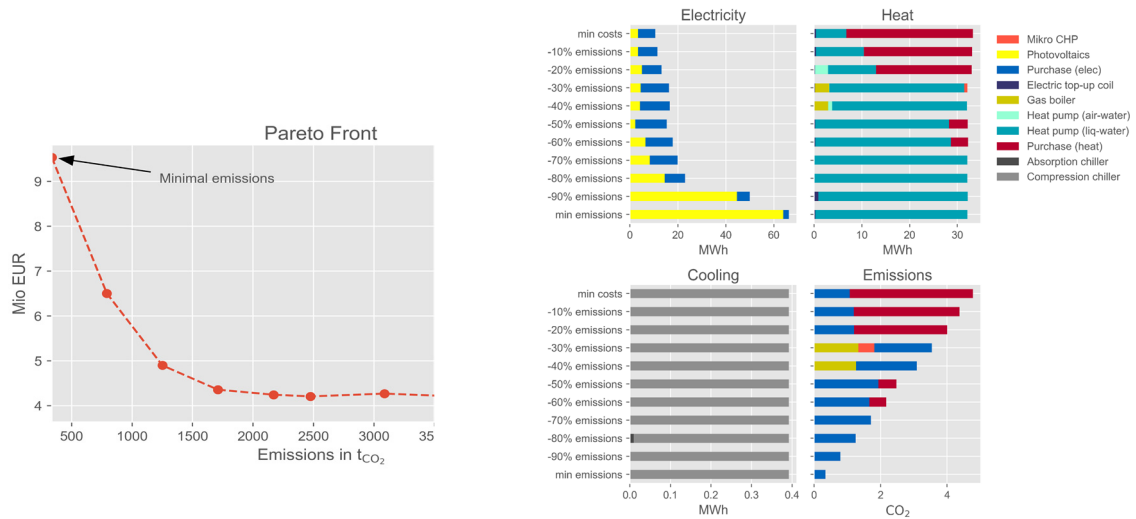 Pareto Front
Minimal emissions
Mio EUR
9
8
7
6
5
4
500 1000 1500 2000 2500 3000 35
Emissions in tCO₂
Electricity
min costs
-10% emissions
-20% emissions
-30% emissions
-40% emissions
-50% emissions
-60% emissions
-70% emissions
-80% emissions
-90% emissions
min emissions
0 20 40 60
MWh
Heat
0 10 20 30
MWh
Mikro CHP
Photovoltaics
Purchase (elec)
Electric top-up coil
Gas boiler
Heat pump (air-water)
Heat pump (liq-water)
Purchase (heat)
Absorption chiller
Compression chiller
Cooling
min costs
-10% emissions
-20% emissions
-30% emissions
-40% emissions
-50% emissions
-60% emissions
-70% emissions
-80% emissions
-90% emissions
min emissions
0.0 0.1 0.2 0.3 0.4
MWh
Emissions
0 2 4
CO₂